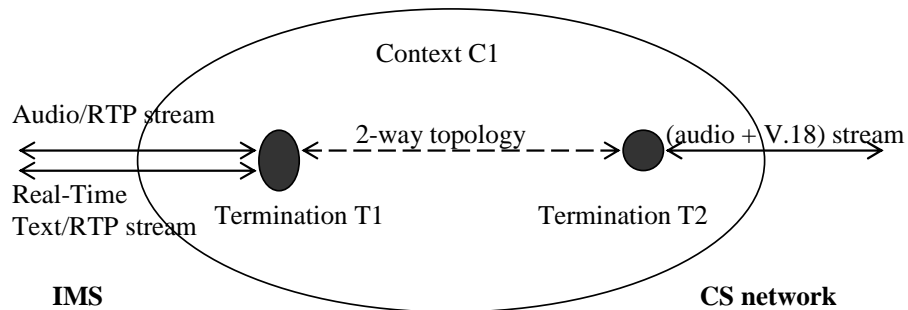 Context C1
Audio/RTP stream
2-way topology
(audio + V.18) stream
Real-Time
Text/RTP stream
Termination T1
Termination T2
IMS
CS network